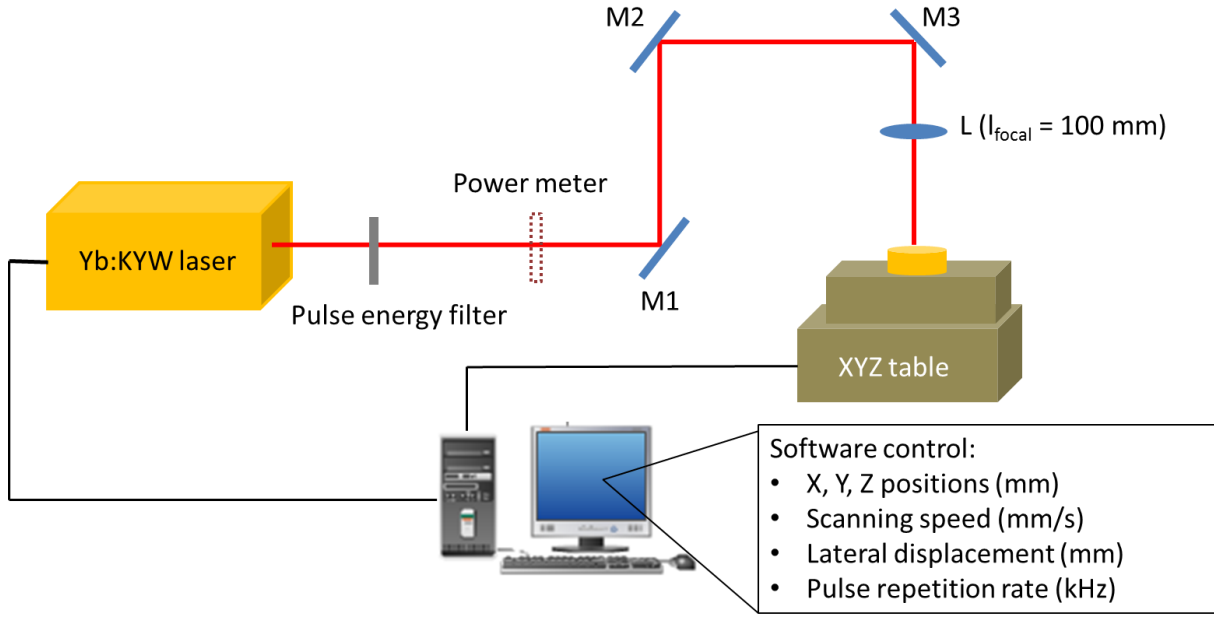 M2
M3
L (l_focal = 100 mm)
Power meter
Yb:KYW laser
Pulse energy filter
M1
XYZ table
Software control:
• X, Y, Z positions (mm)
• Scanning speed (mm/s)
• Lateral displacement (mm)
• Pulse repetition rate (kHz)